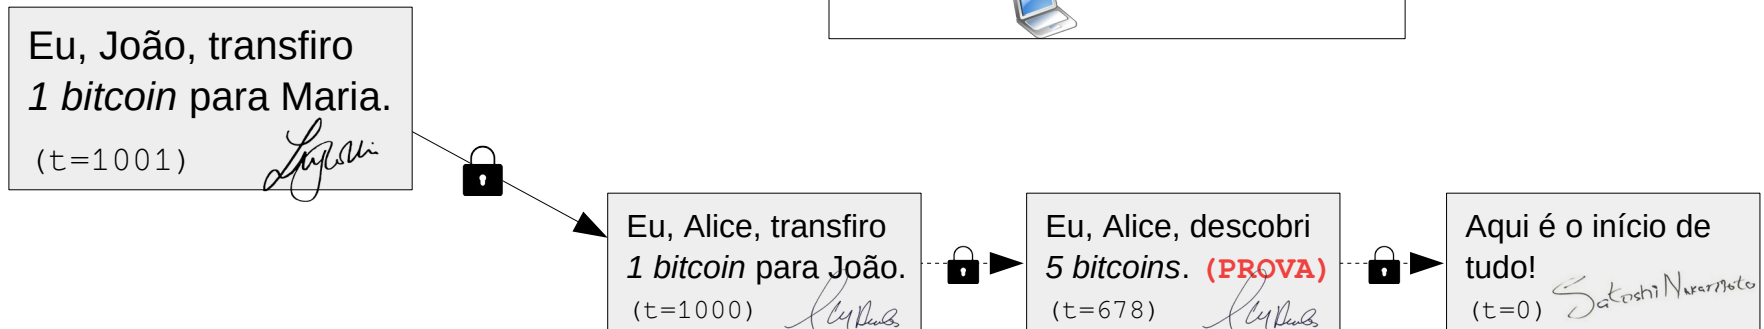 Eu, João, transfiro
1 bitcoin para Maria.
(t=1001)
Eu, Alice, transfiro
1 bitcoin para João.
(t=1000)
Eu, Alice, descobri
5 bitcoins. (PROVA)
(t=678)
Aqui é o início de
tudo!
(t=0) Satoshi Nakamoto